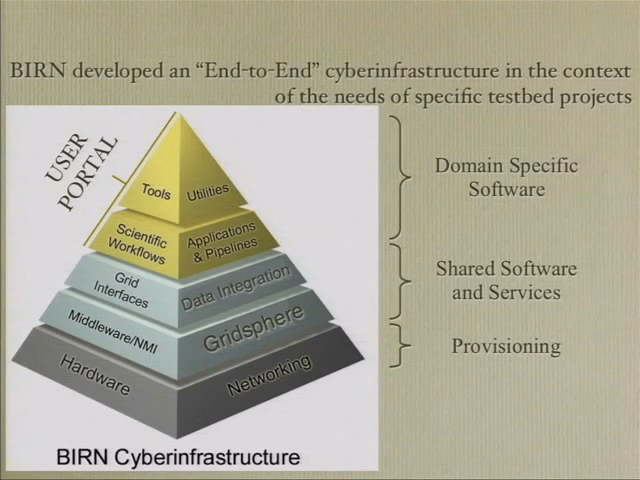 BIRN developed an “End-to-End” cyberinfrastructure in the context
of the needs of specific testbed projects
USER
PORTAL
Tools
Utilities
Scientific
Workflows
Applications
& Pipelines
Grid
Interfaces
Data Integration
Middleware/NMI
Gridsphere
Hardware
Networking
BIRN Cyberinfrastructure
Domain Specific
Software
Shared Software
and Services
Provisioning